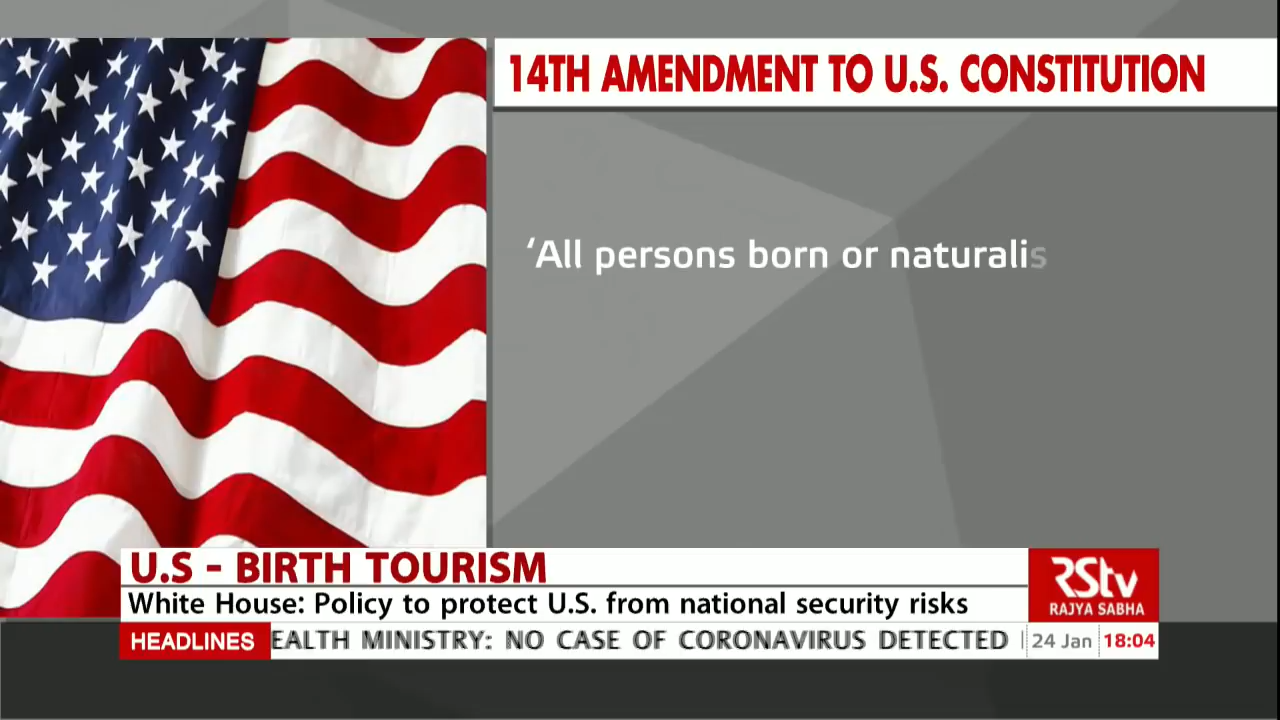 14TH AMENDMENT TO U.S. CONSTITUTION
‘All persons born or naturalis
U.S - BIRTH TOURISM
White House: Policy to protect U.S. from national security risks
RStv
RAJYA SABHA
HEADLINES EALTH MINISTRY: NO CASE OF CORONAVIRUS DETECTED 24 Jan 18:04